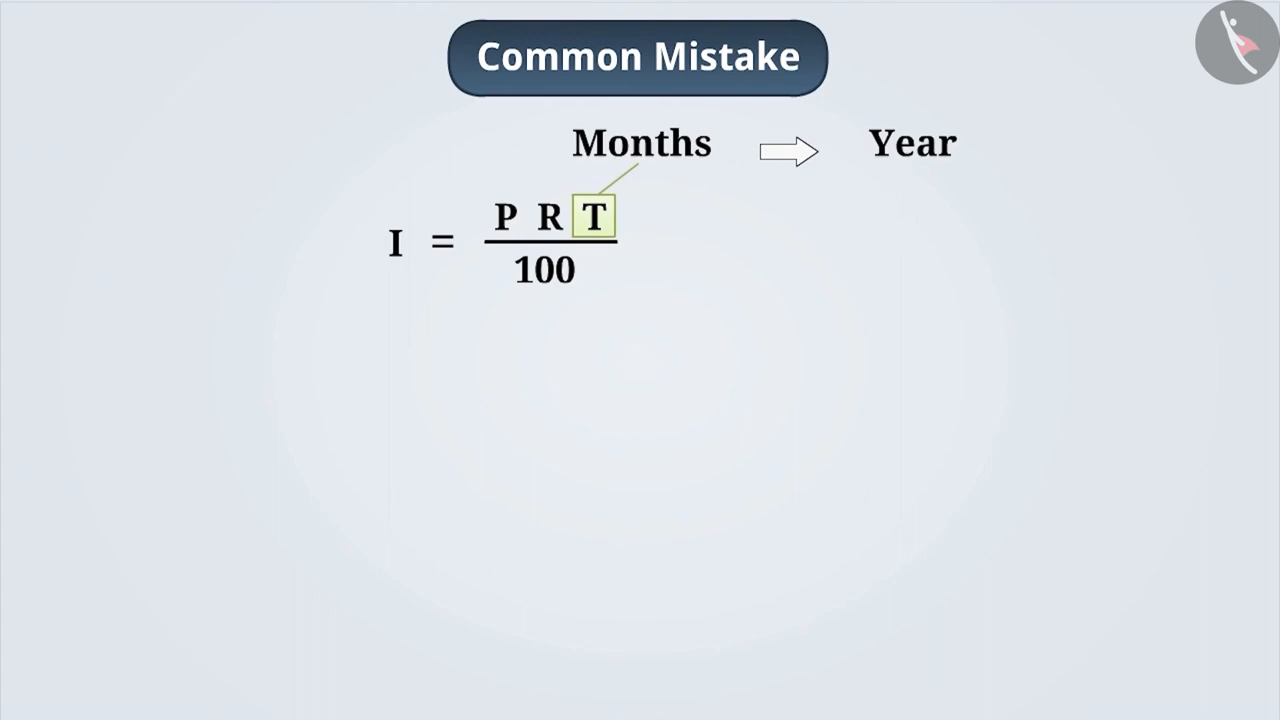 Common Mistake
Months ⇨ Year
I = P R T
100